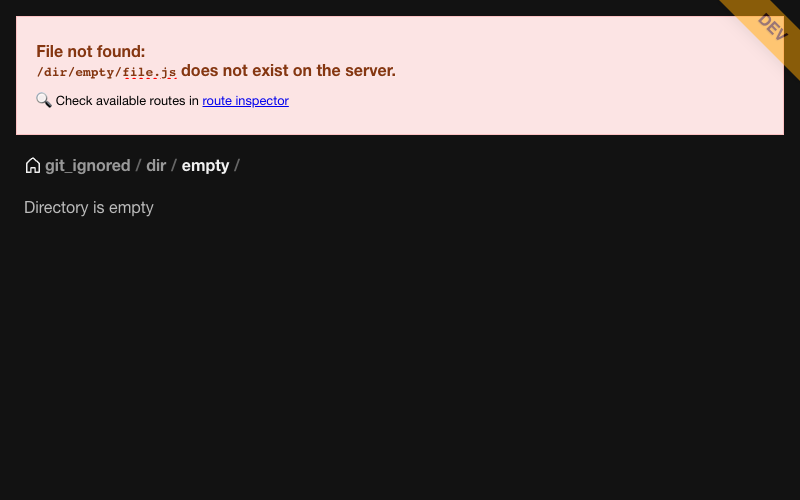 File not found:
/dir/empty/file.js does not exist on the server.
🔍 Check available routes in route inspector
DEV
git_ignored / dir / empty /
Directory is empty